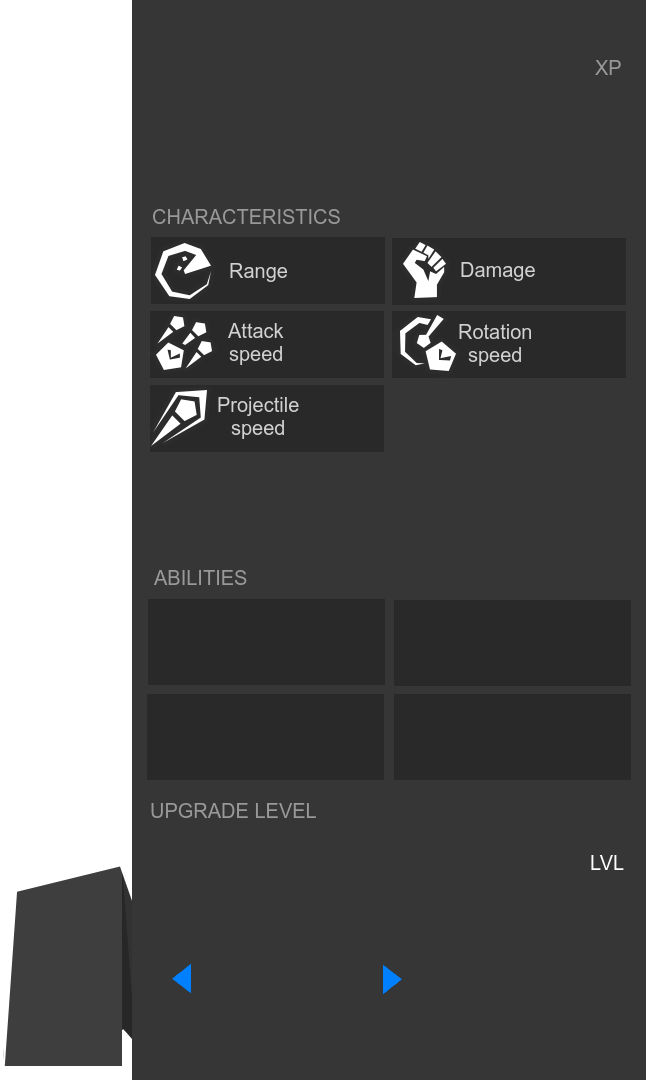 XP
CHARACTERISTICS
Range
Damage
Attack
speed
Rotation
speed
Projectile
speed
ABILITIES
UPGRADE LEVEL
LVL